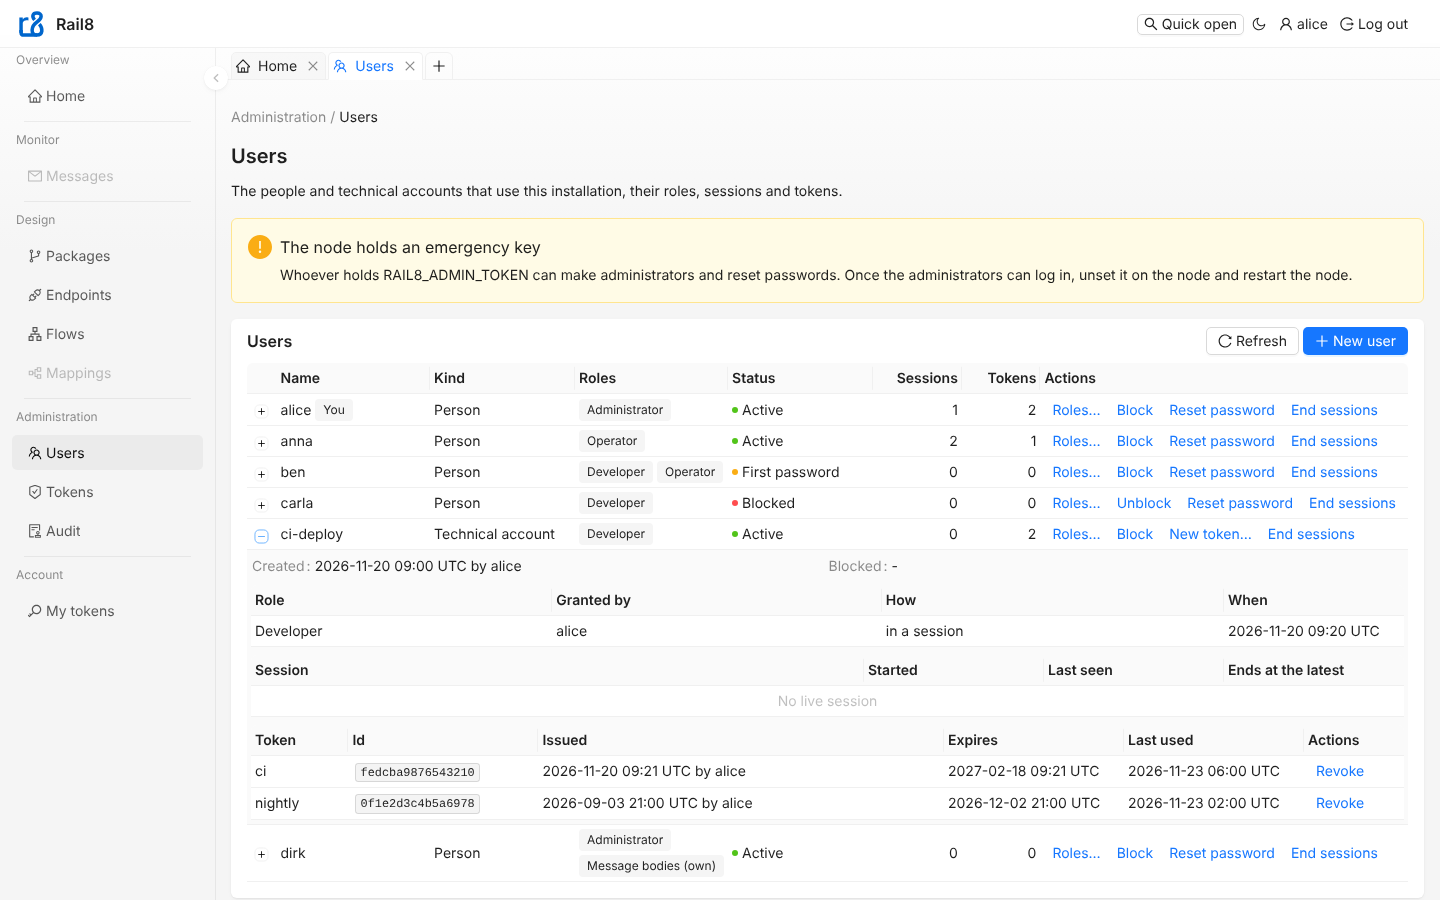 Rail8
Quick open
alice
Log out
Overview
Home
Monitor
Messages
Design
Packages
Endpoints
Flows
Mappings
Administration
Users
Tokens
Audit
Account
My tokens
Home
Users
Administration / Users
Users
The people and technical accounts that use this installation, their roles, sessions and tokens.
The node holds an emergency key
Whoever holds RAIL8_ADMIN_TOKEN can make administrators and reset passwords. Once the administrators can log in, unset it on the node and restart the node.
Users Refresh New user
Name Kind Roles Status Sessions Tokens Actions
alice You Person Administrator Active 1 2 Roles... Block Reset password End sessions
anna Person Operator Active 2 1 Roles... Block Reset password End sessions
ben Person Developer Operator First password 0 0 Roles... Block Reset password End sessions
carla Person Developer Blocked 0 0 Roles... Unblock Reset password End sessions
ci-deploy Technical account Developer Active 0 2 Roles... Block New token... End sessions
Created: 2026-11-20 09:00 UTC by alice Blocked: -
Role Granted by How When
Developer alice in a session 2026-11-20 09:20 UTC
Session Started Last seen Ends at the latest
No live session
Token Id Issued Expires Last used Actions
ci fedcba9876543210 2026-11-20 09:21 UTC by alice 2027-02-18 09:21 UTC 2026-11-23 06:00 UTC Revoke
nightly 0f1e2d3c4b5a6978 2026-09-03 21:00 UTC by alice 2026-12-02 21:00 UTC 2026-11-23 02:00 UTC Revoke
dirk Person Administrator Message bodies (own) Active 0 0 Roles... Block Reset password End sessions